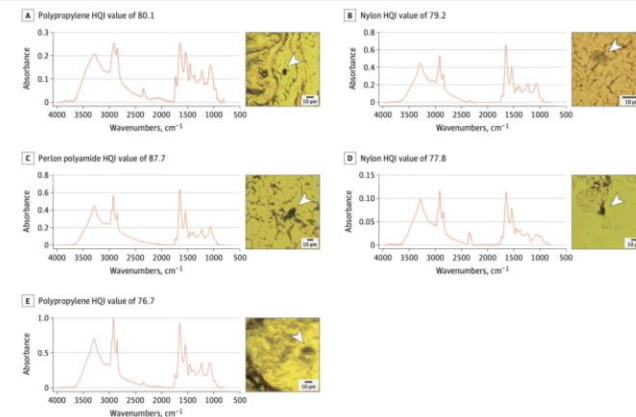 A Polypropylene HQI value of 80.1
0.3
0.2
0.1
0
Absorbance
4000 3500 3000 2500 2000 1500 1000 500
Wavenumbers, cm⁻¹
10 μm
B Nylon HQI value of 79.2
0.8
0.6
0.4
0.2
0
Absorbance
4000 3500 3000 2500 2000 1500 1000 500
Wavenumbers, cm⁻¹
10 μm
C Perlon polyamide HQI value of 87.7
0.8
0.6
0.4
0.2
0
Absorbance
4000 3500 3000 2500 2000 1500 1000 500
Wavenumbers, cm⁻¹
10 μm
D Nylon HQI value of 77.8
0.15
0.10
0.05
0
Absorbance
4000 3500 3000 2500 2000 1500 1000 500
Wavenumbers, cm⁻¹
10 μm
E Polypropylene HQI value of 76.7
1.0
0.5
0
Absorbance
4000 3500 3000 2500 2000 1500 1000 500
Wavenumbers, cm⁻¹
10 μm